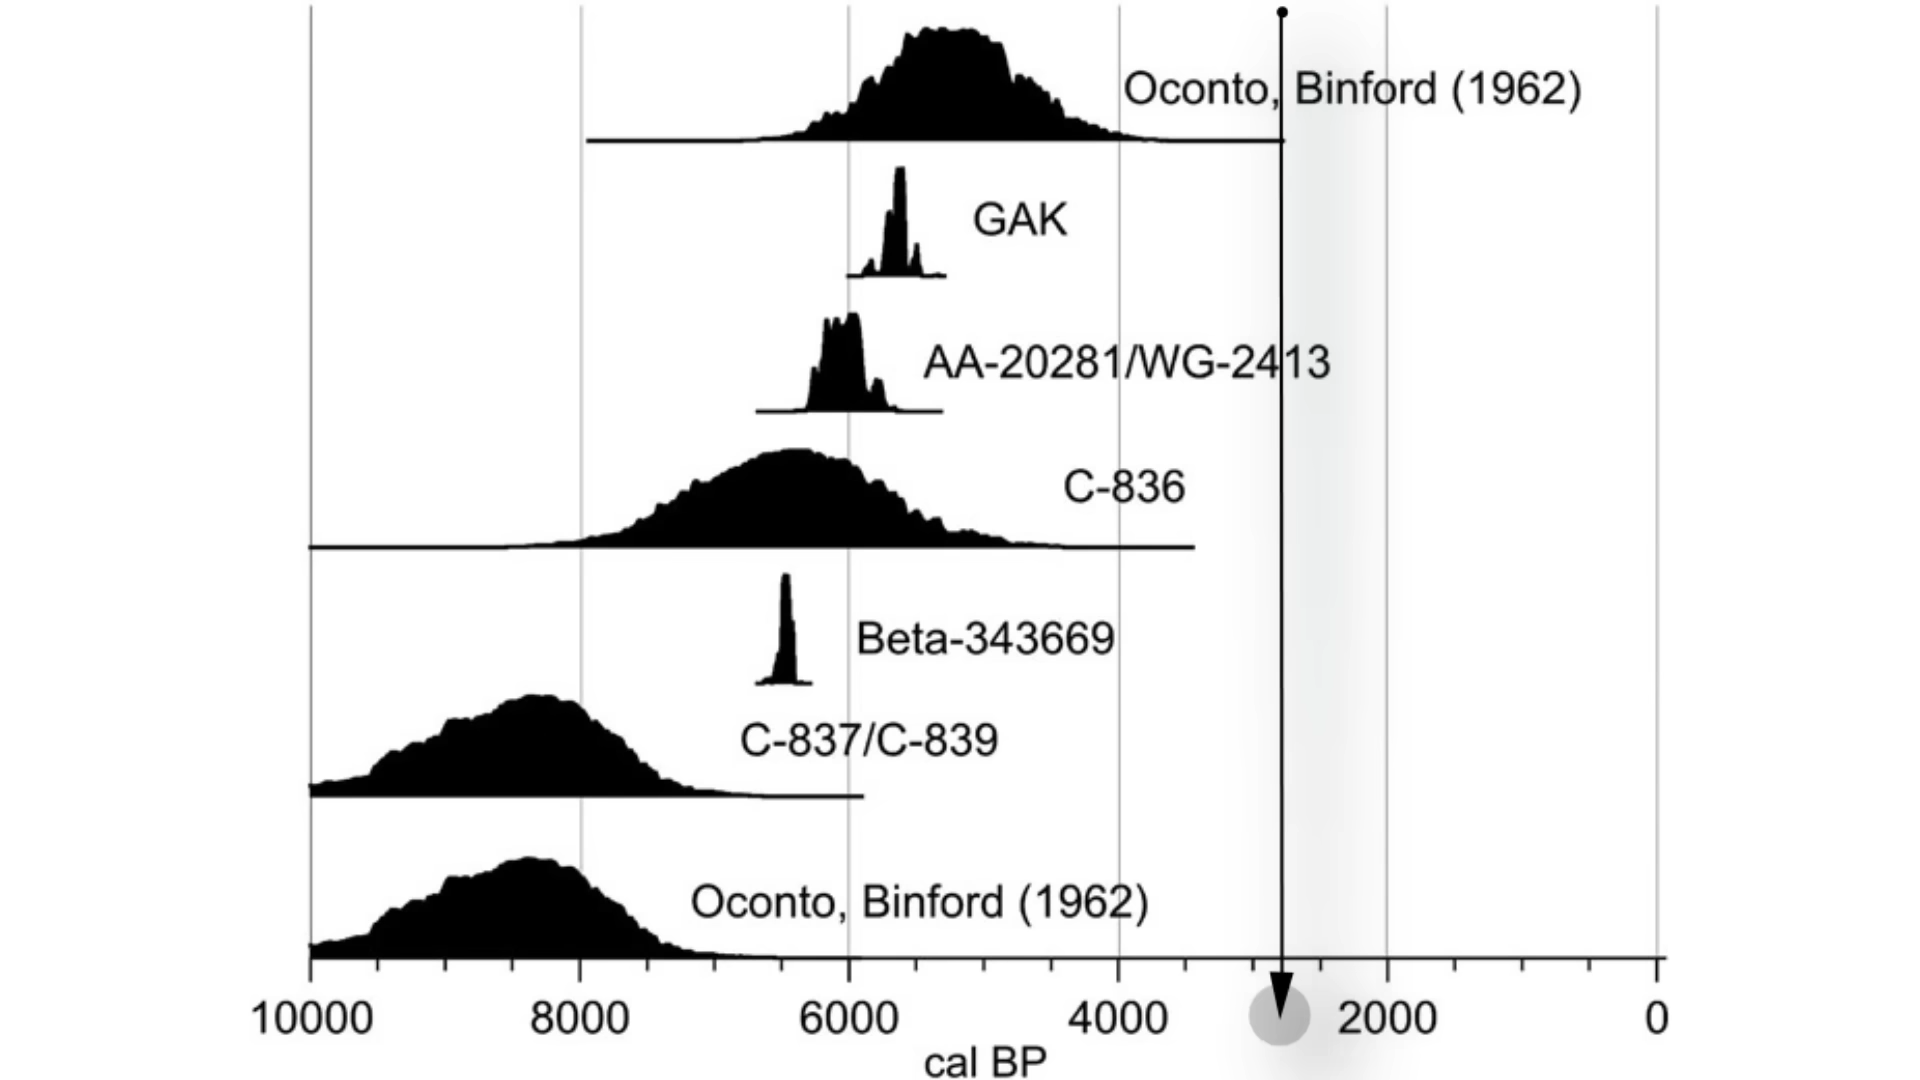 Oconto, Binford (1962)
GAK
AA-20281/WG-2413
C-836
Beta-343669
C-837/C-839
Oconto, Binford (1962)
10000 8000 6000 4000 2000 0
cal BP